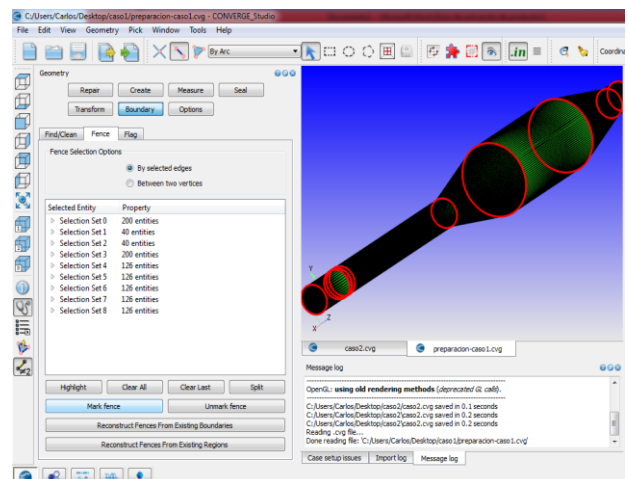 C:/Users/Carlos/Desktop/caso1/preparacion-caso1.cvg - CONVERGE_Studio
File Edit View Geometry Pick Window Tools Help
By Arc
.in
Coordina
Geometry
Repair Create Measure Seal
Transform Boundary Options
Find/Clean Fence Flag
Fence Selection Options
By selected edges
Between two vertices
Selected Entity Property
Selection Set 0 200 entities
Selection Set 1 40 entities
Selection Set 2 40 entities
Selection Set 3 200 entities
Selection Set 4 126 entities
Selection Set 5 126 entities
Selection Set 6 126 entities
Selection Set 7 126 entities
Selection Set 8 126 entities
Highlight Clear All Clear Last Split
Mark fence Unmark fence
Reconstruct Fences From Existing Boundaries
Reconstruct Fences From Existing Regions
Y
Z
X
caso2.cvg preparacion-caso1.cvg
Message log
OpenGL: using old rendering methods (deprecated GL calls).
C:/Users/Carlos/Desktop/caso2/caso2.cvg saved in 0.1 seconds
C:/Users/Carlos/Desktop/caso2\caso2.cvg saved in 0.2 seconds
C:/Users/Carlos/Desktop/caso2\caso2.cvg saved in 0.2 seconds
Reading .cvg file...
Done reading file: 'C:/Users/Carlos/Desktop/caso1/preparacion-caso1.cvg'
Case setup issues Import log Message log